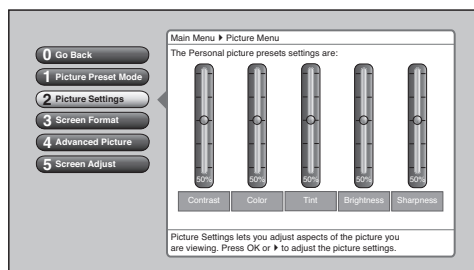 Main Menu ▶ Picture Menu
0 Go Back
1 Picture Preset Mode
2 Picture Settings
3 Screen Format
4 Advanced Picture
5 Screen Adjust
The Personal picture presets settings are:
50% 50% 50% 50% 50%
Contrast Color Tint Brightness Sharpness
Picture Settings lets you adjust aspects of the picture you
are viewing. Press OK or ▶ to adjust the picture settings.